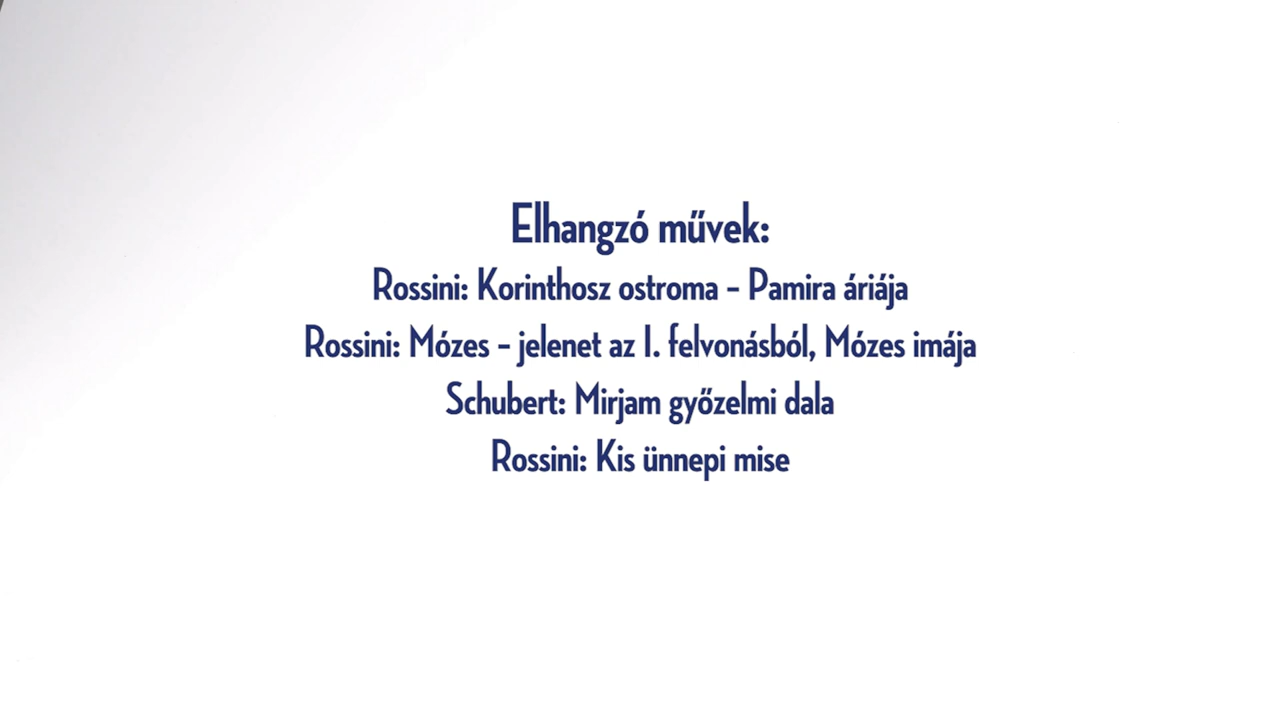 Elhangzó művek:
Rossini: Korinthosz ostroma - Pamira áriája
Rossini: Mózes - jelenet az I. felvonásból, Mózes imája
Schubert: Mirjam győzelmi dala
Rossini: Kis ünnepi mise